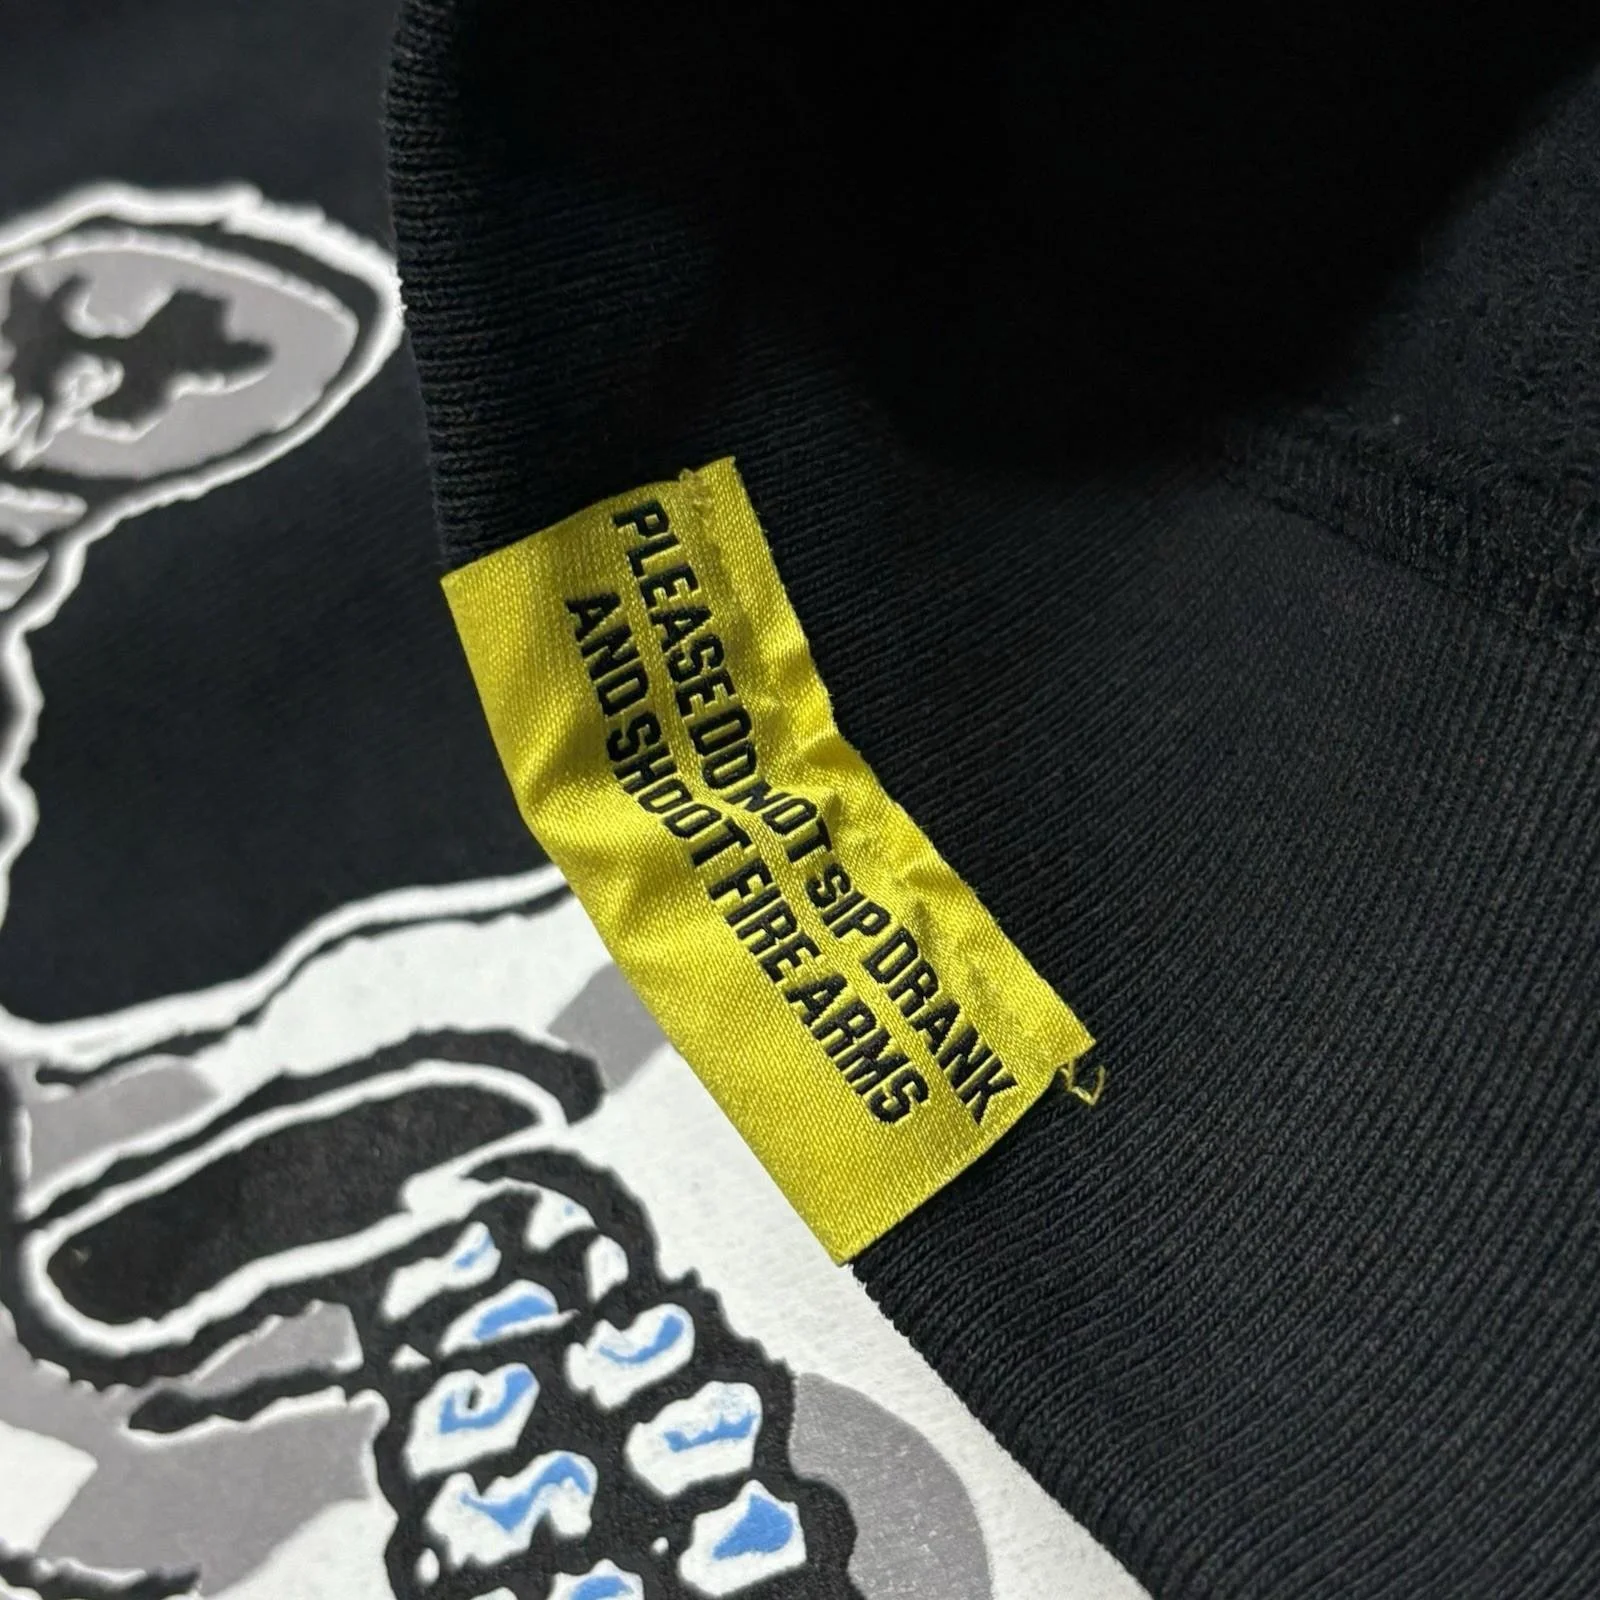 PLEASE DO NOT SIP DRANK
AND SHOOT FIRE ARMS